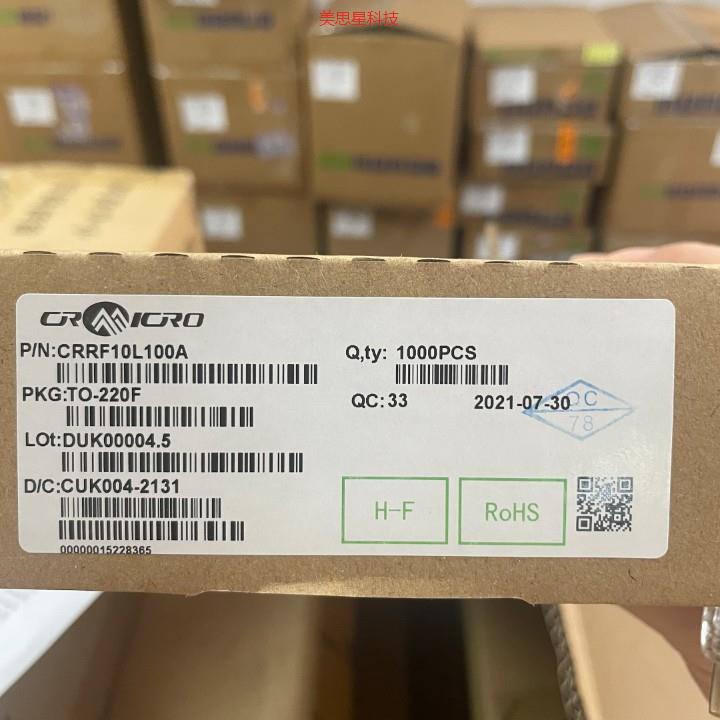 美思星科技
CRMICRO
P/N:CRRF10L100A
Q,ty: 1000PCS
PKG:TO-220F
QC:33
2021-07-30
QC
78
LOt:DUK00004.5
D/C:CUK004-2131
00000015228365
H-F
RoHS